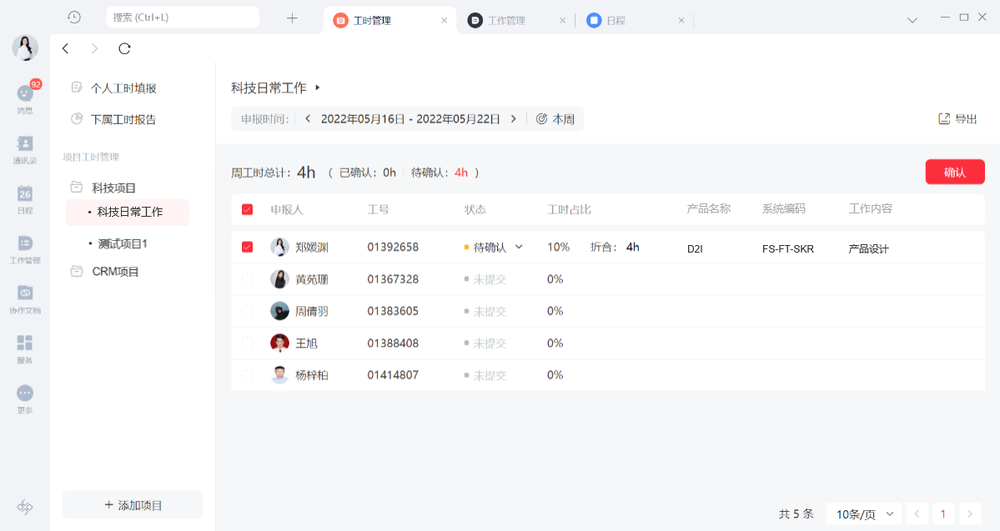 搜索 (Ctrl+L)
工时管理
工作管理
日程
92
消息
通讯录
26
日程
工作管理
协作文档
服务
更多
个人工时填报
下属工时报告
项目工时管理
科技项目
• 科技日常工作
• 测试项目1
CRM项目
+ 添加项目
科技日常工作
申报时间: 2022年05月16日 - 2022年05月22日 本周
导出
周工时总计: 4h ( 已确认: 0h 待确认: 4h )
确认
申报人 工号 状态 工时占比 产品名称 系统编码 工作内容
郑媛渊 01392658 待确认 10% 折合: 4h D2I FS-FT-SKR 产品设计
黄苑珊 01367328 未提交 0%
周倩羽 01383605 未提交 0%
王旭 01388408 未提交 0%
杨梓柏 01414807 未提交 0%
共 5 条 10条/页 1